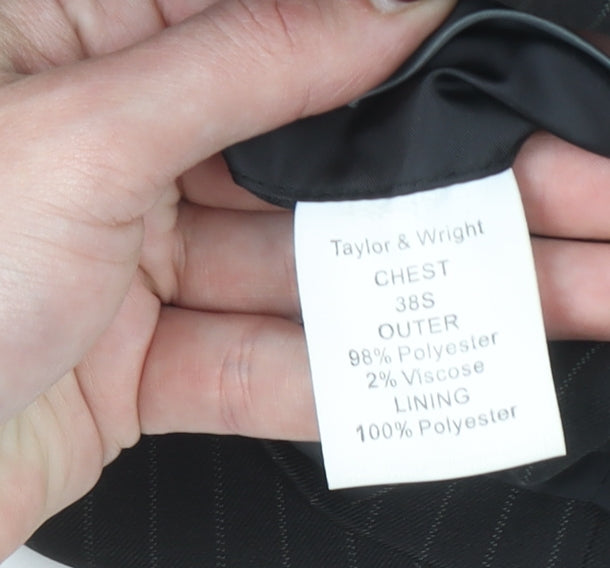 Taylor & Wright
CHEST
38S
OUTER
98% Polyester
2% Viscose
LINING
100% Polyester